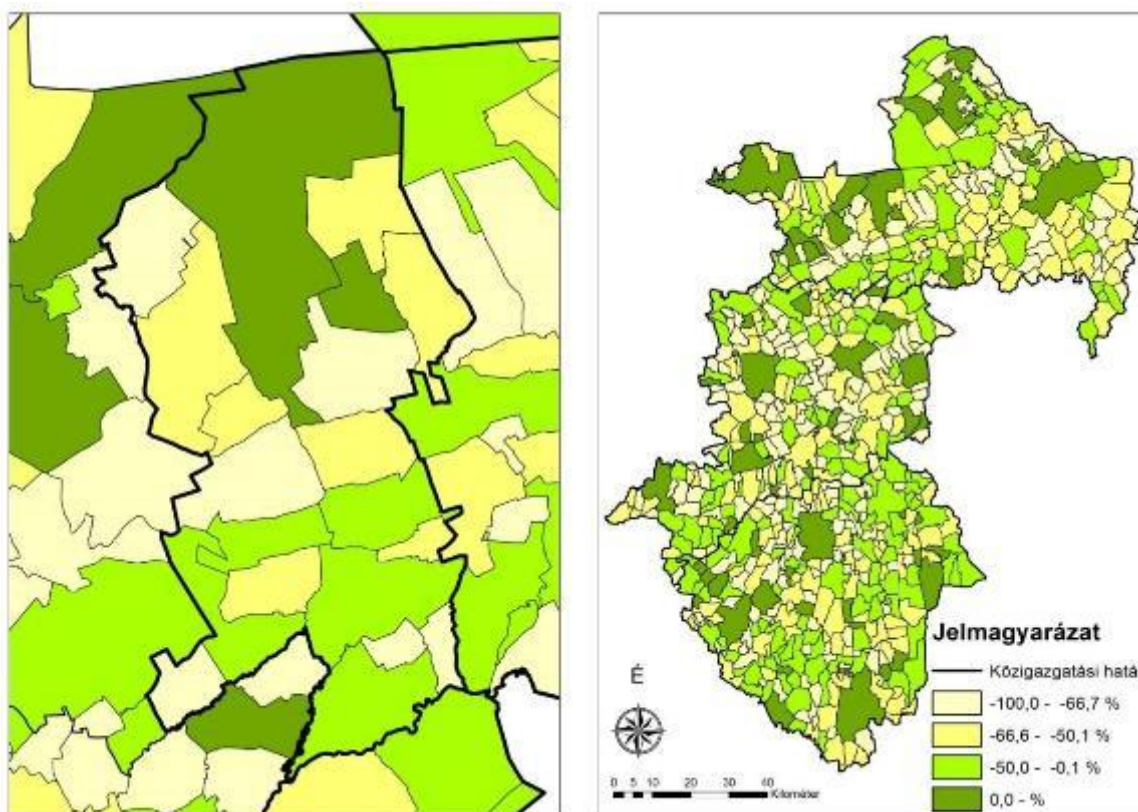 Jelmagyarázat
É
Közigazgatási hatá
-100,0 - -66,7 %
-66,6 - -50,1 %
-50,0 - -0,1 %
0,0 - %
0 5 10 20 30 40
Kilométer